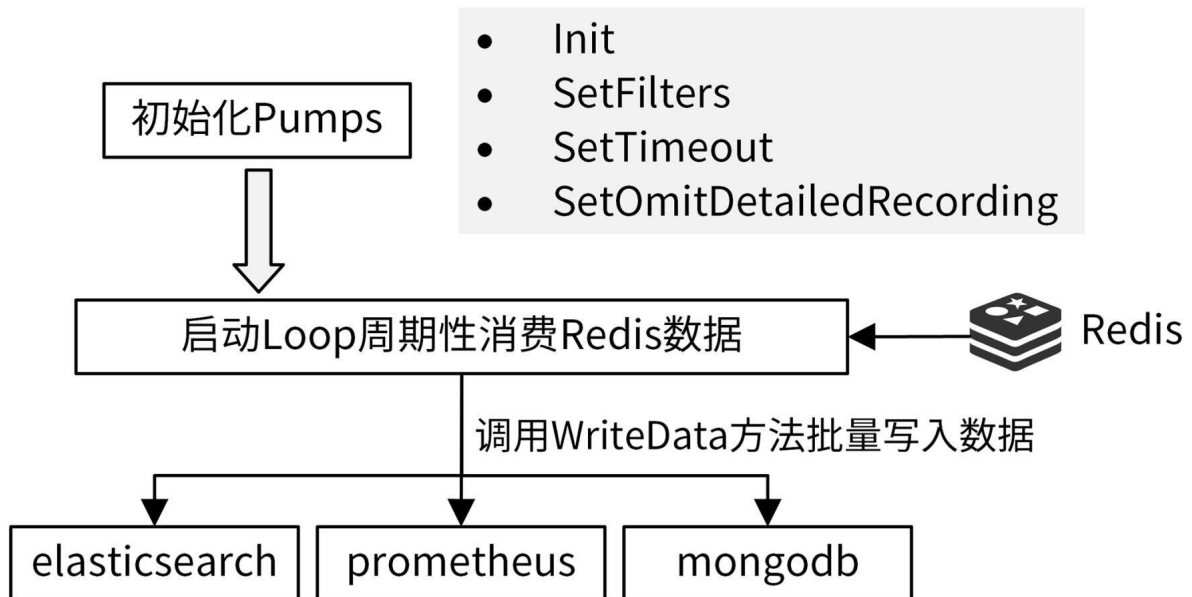 初始化Pumps
• Init
• SetFilters
• SetTimeout
• SetOmitDetailedRecording
启动Loop周期性消费Redis数据
Redis
调用WriteData方法批量写入数据
elasticsearch
prometheus
mongodb